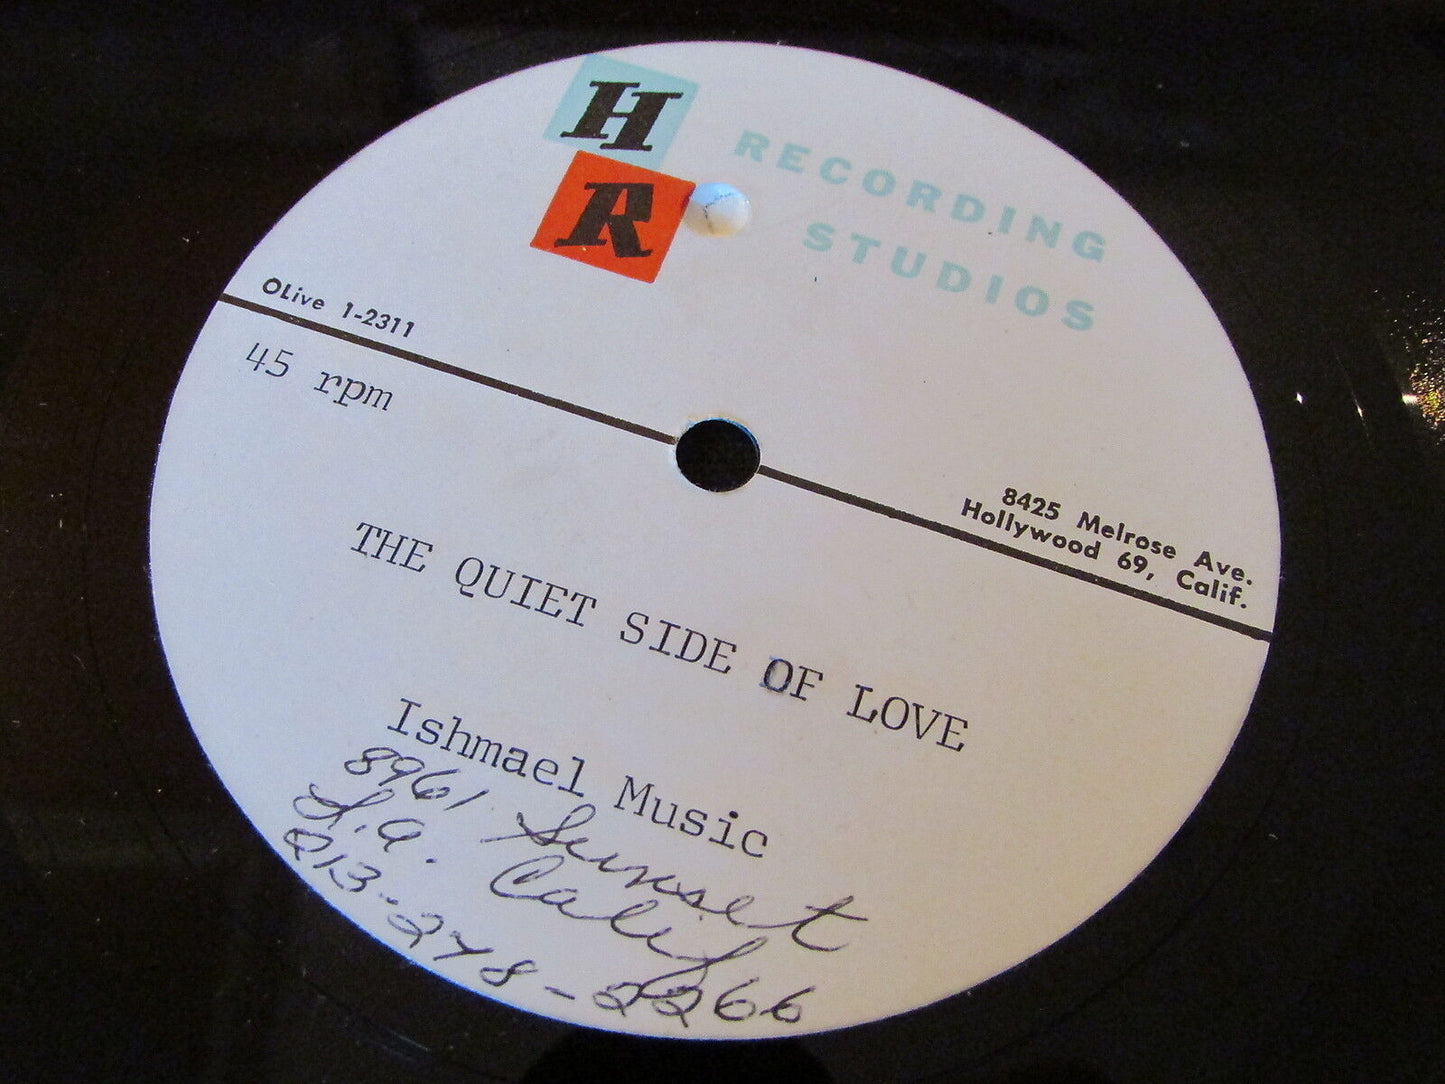 H
R
RECORDING
STUDIOS
OLive 1-2311
45 rpm
8425 Melrose Ave.
Hollywood 69, Calif.
THE QUIET SIDE OF LOVE
Ishmael Music
8961 Sunset
L.A. Calif
213-278-2266